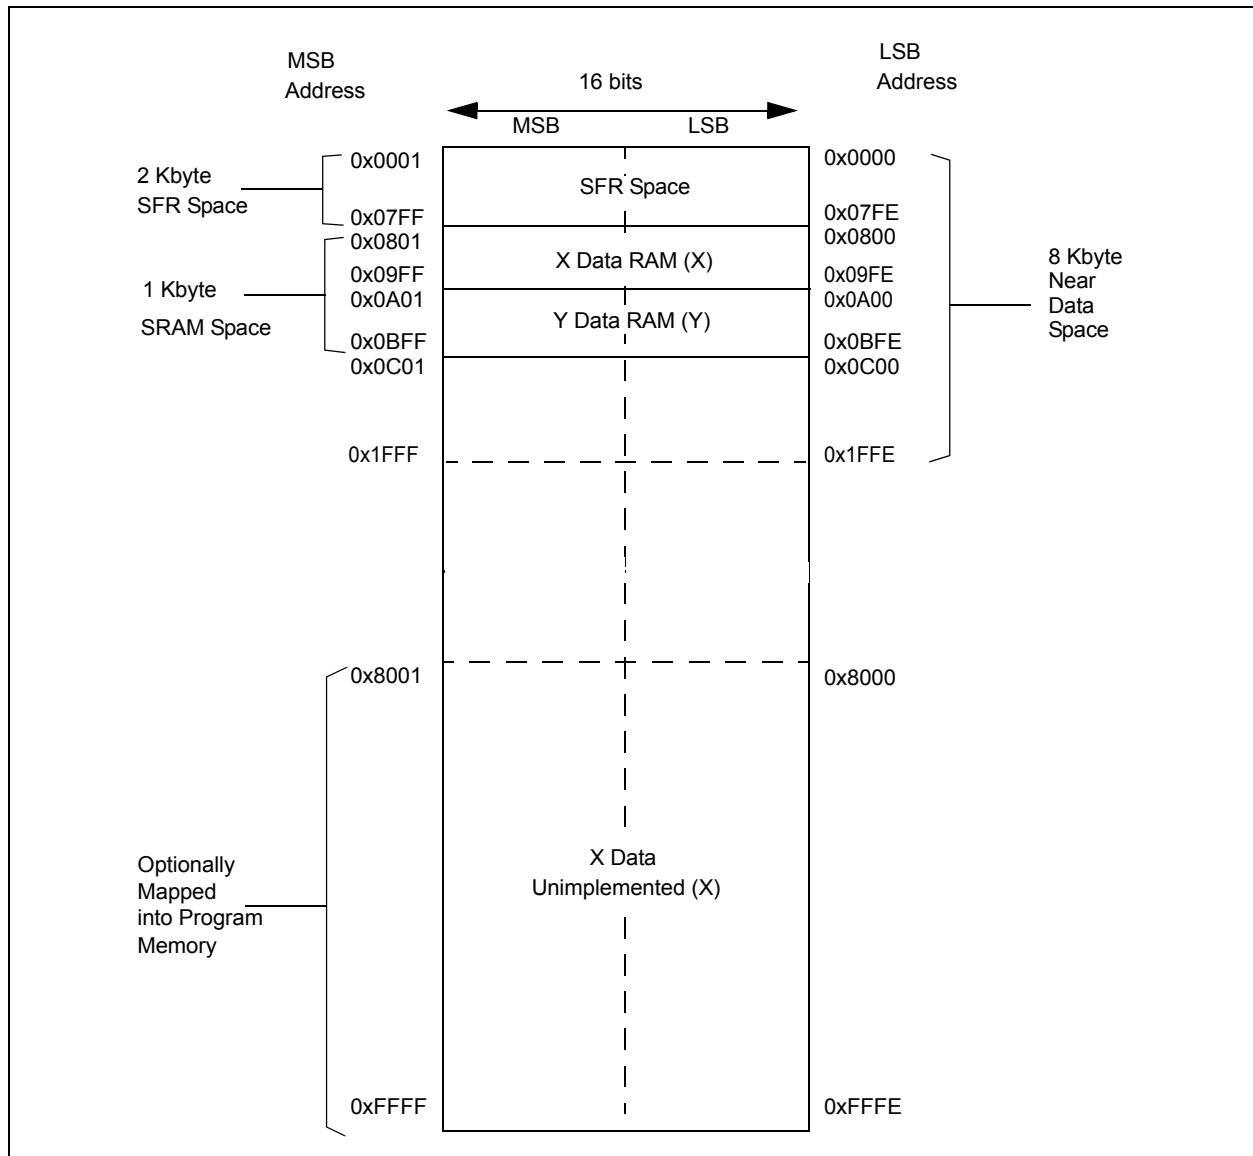 MSB
Address
LSB
Address
16 bits
MSB
LSB
0x0001
0x0000
2 Kbyte
SFR Space
SFR Space
0x07FF
0x07FE
0x0801
0x0800
X Data RAM (X)
0x09FF
0x09FE
1 Kbyte
SRAM Space
0x0A01
0x0A00
Y Data RAM (Y)
0x0BFF
0x0BFE
0x0C01
0x0C00
8 Kbyte
Near
Data
Space
0x1FFF
0x1FFE
0x8001
0x8000
Optionally
Mapped
into Program
Memory
X Data
Unimplemented (X)
0xFFFF
0xFFFE